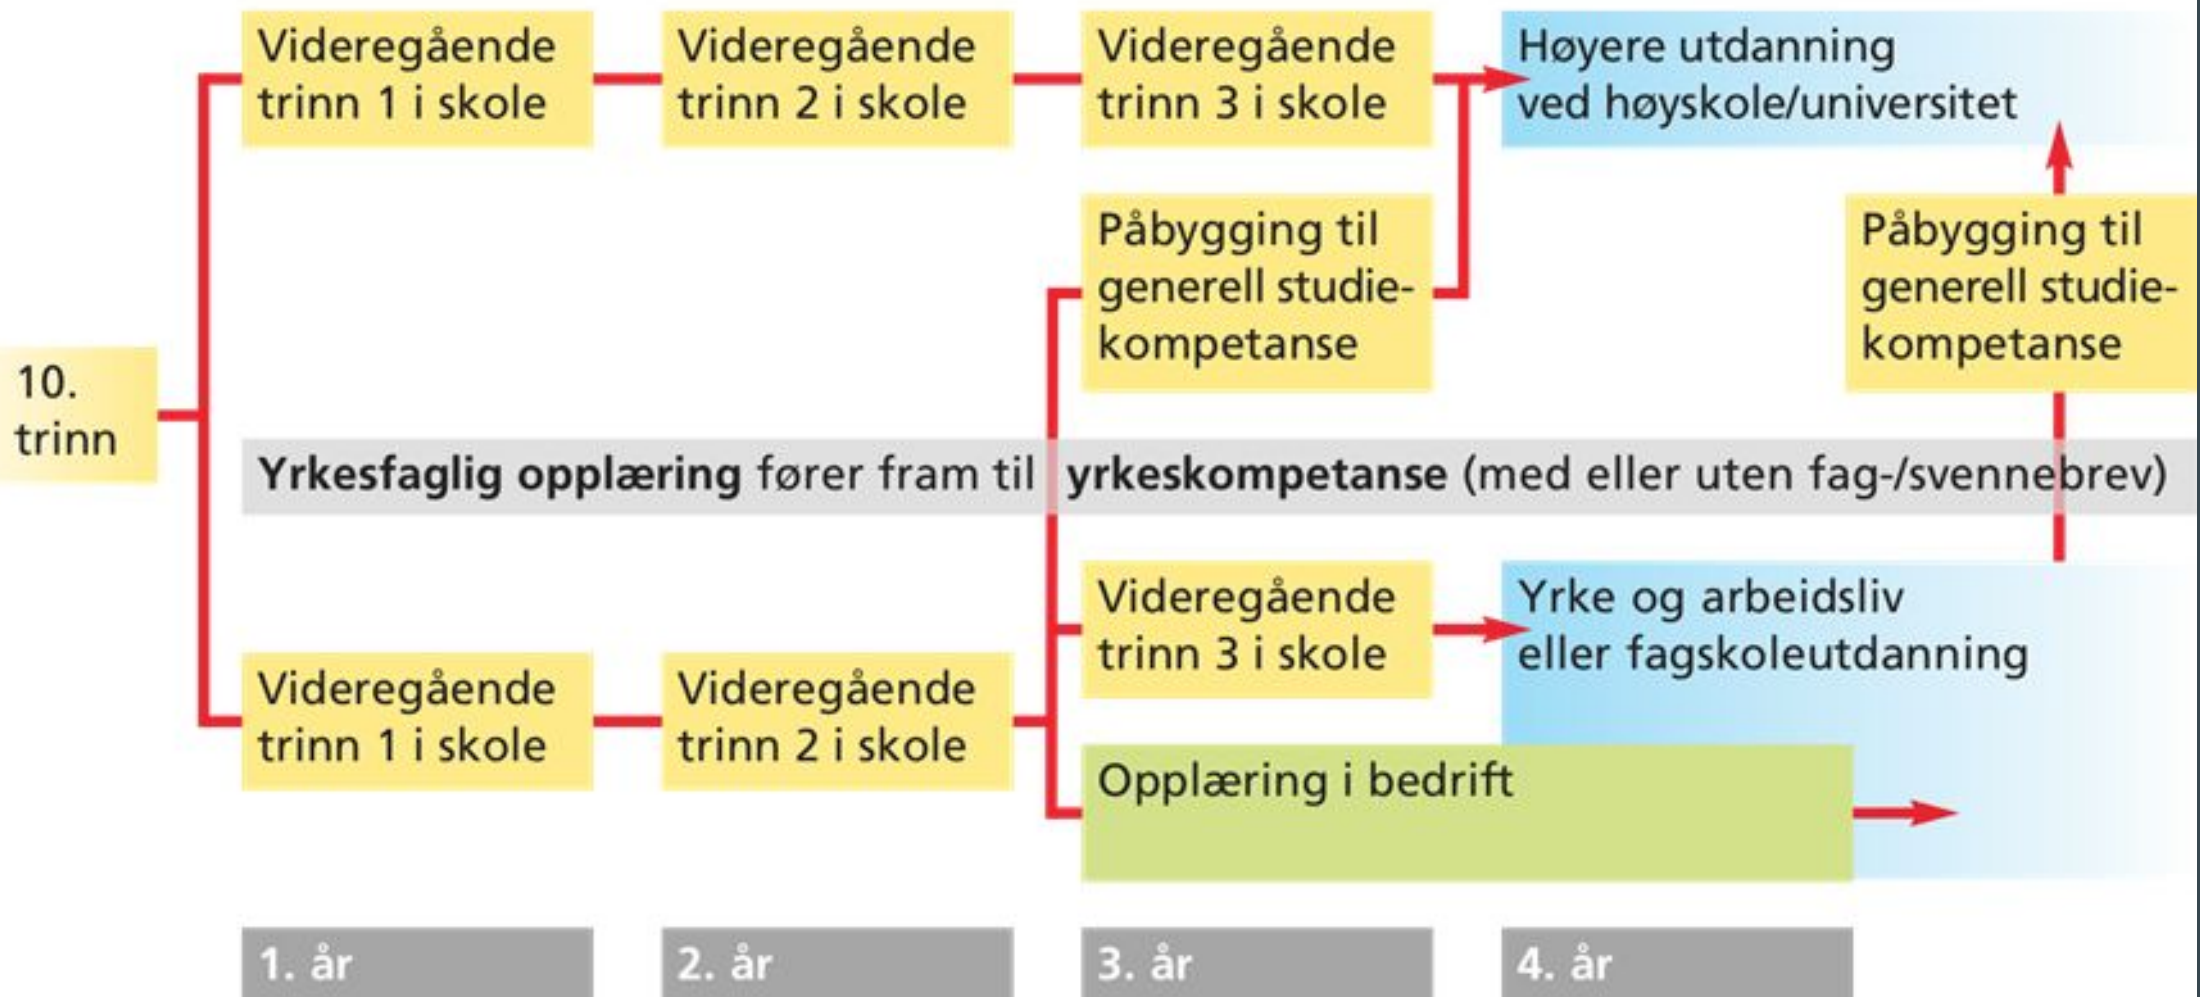 Videregående
trinn 1 i skole
Videregående
trinn 2 i skole
Videregående
trinn 3 i skole
Høyere utdanning
ved høyskole/universitet
Påbygging til
generell studie-
kompetanse
Påbygging til
generell studie-
kompetanse
10.
trinn
Yrkesfaglig opplæring fører fram til yrkeskompetanse (med eller uten fag-/svennebrev)
Videregående
trinn 1 i skole
Videregående
trinn 2 i skole
Videregående
trinn 3 i skole
Yrke og arbeidsliv
eller fagskoleutdanning
Opplæring i bedrift
1. år
2. år
3. år
4. år